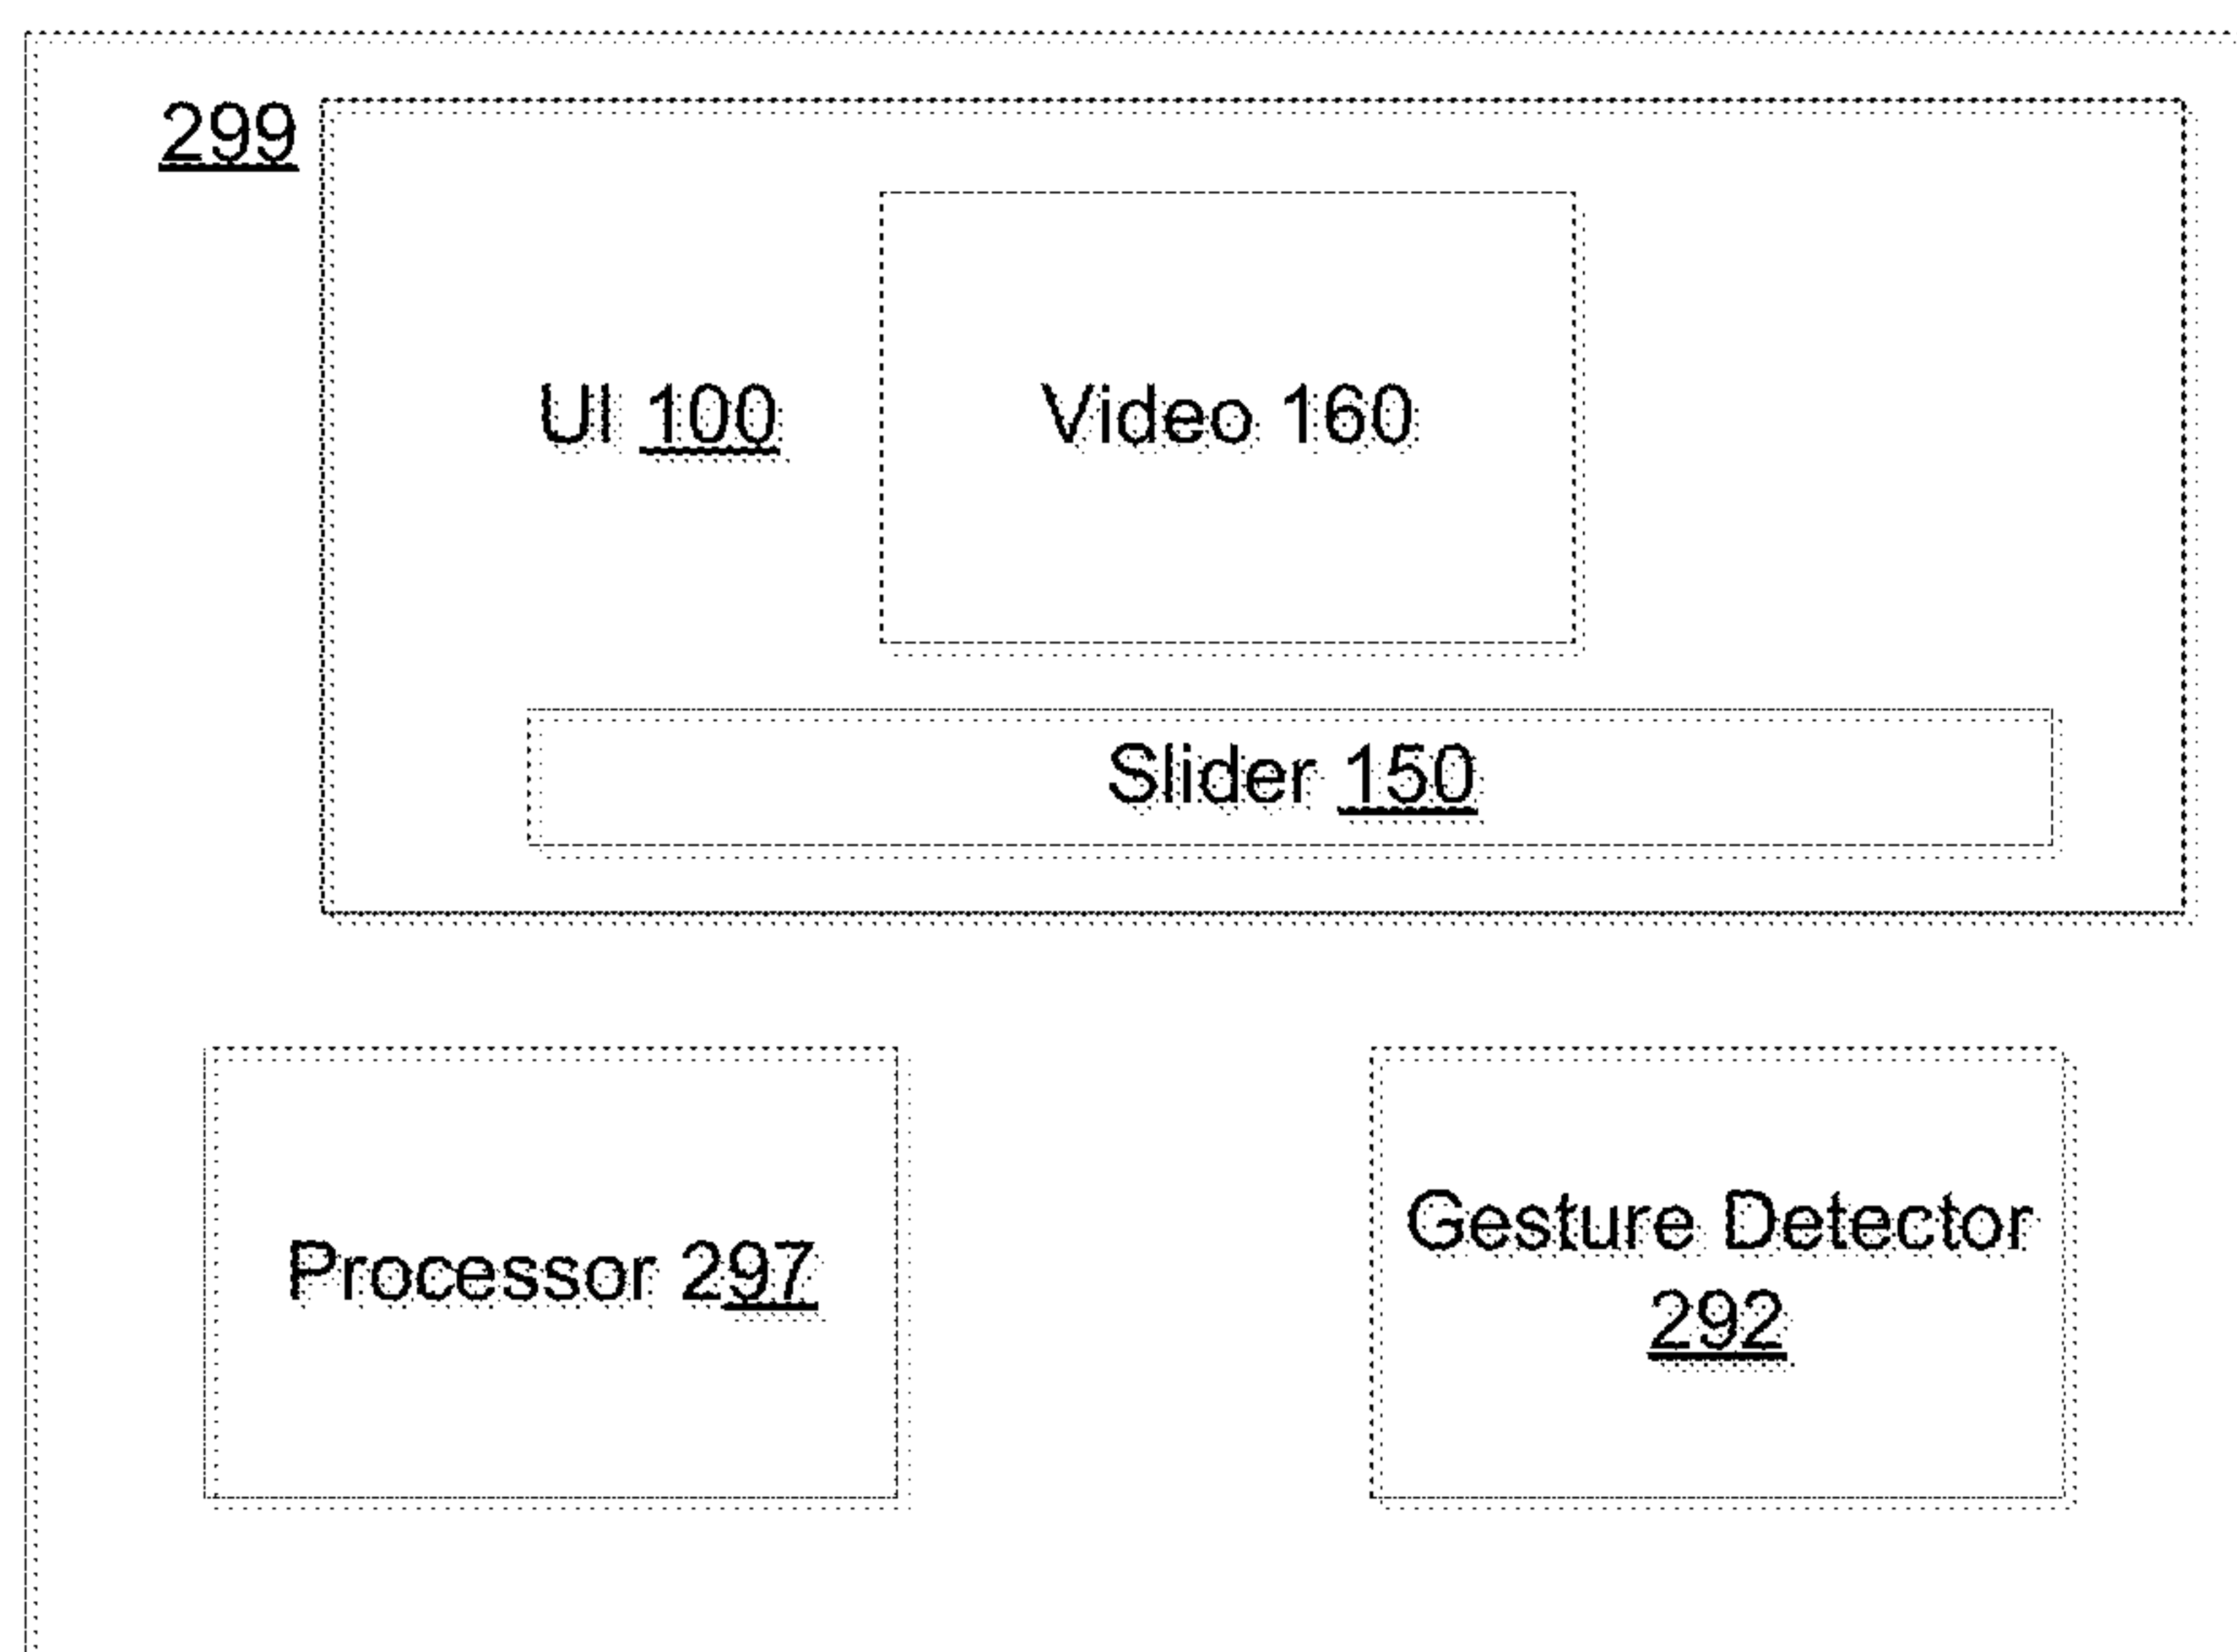 299
UI 100
Video 160
Slider 150
Processor 297
Gesture Detector
292